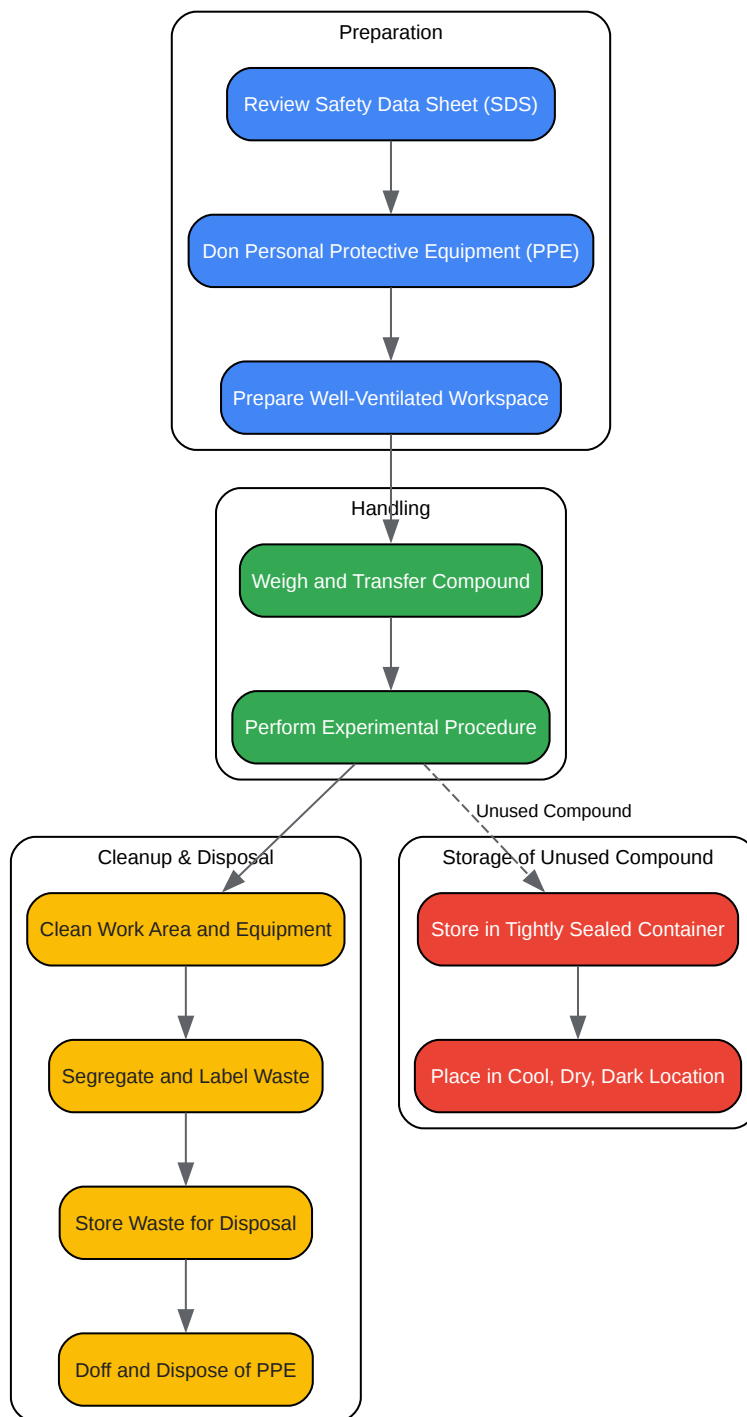 Preparation
Review Safety Data Sheet (SDS)
Don Personal Protective Equipment (PPE)
Prepare Well-Ventilated Workspace
Handling
Weigh and Transfer Compound
Perform Experimental Procedure
Unused Compound
Cleanup & Disposal
Clean Work Area and Equipment
Segregate and Label Waste
Store Waste for Disposal
Doff and Dispose of PPE
Storage of Unused Compound
Store in Tightly Sealed Container
Place in Cool, Dry, Dark Location